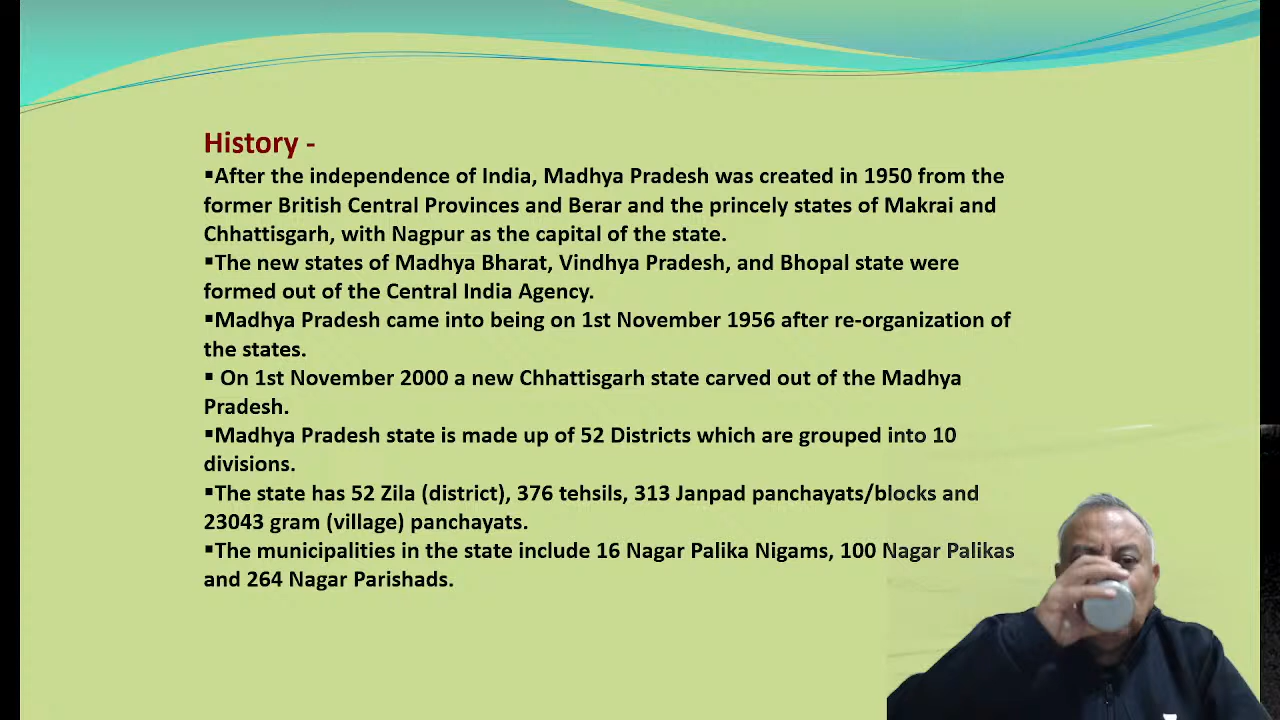 History -
▪After the independence of India, Madhya Pradesh was created in 1950 from the
former British Central Provinces and Berar and the princely states of Makrai and
Chhattisgarh, with Nagpur as the capital of the state.
▪The new states of Madhya Bharat, Vindhya Pradesh, and Bhopal state were
formed out of the Central India Agency.
▪Madhya Pradesh came into being on 1st November 1956 after re-organization of
the states.
▪ On 1st November 2000 a new Chhattisgarh state carved out of the Madhya
Pradesh.
▪Madhya Pradesh state is made up of 52 Districts which are grouped into 10
divisions.
▪The state has 52 Zila (district), 376 tehsils, 313 Janpad panchayats/blocks and
23043 gram (village) panchayats.
▪The municipalities in the state include 16 Nagar Palika Nigams, 100 Nagar Palikas
and 264 Nagar Parishads.